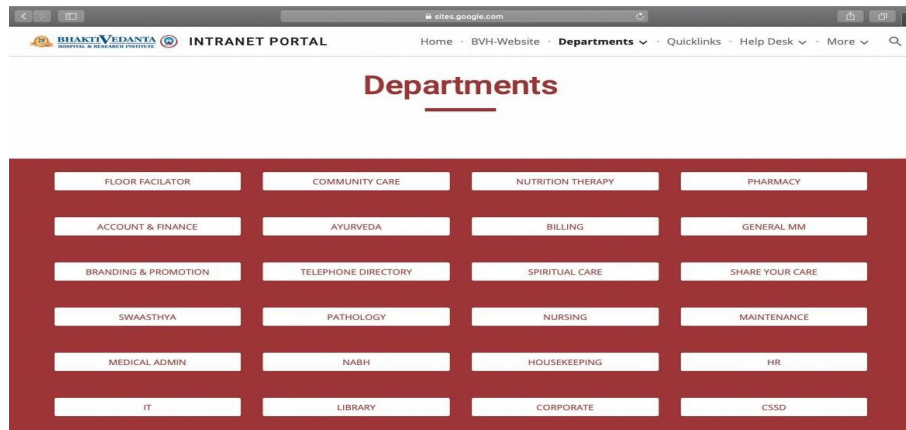 sites.google.com
BHAKTIVEDANTA INTRANET PORTAL Home · BVH-Website · Departments · Quicklinks · Help Desk · More
HOSPITAL & RESEARCH INSTITUTE
Departments
FLOOR FACILATOR COMMUNITY CARE NUTRITION THERAPY PHARMACY
ACCOUNT & FINANCE AYURVEDA BILLING GENERAL MM
BRANDING & PROMOTION TELEPHONE DIRECTORY SPIRITUAL CARE SHARE YOUR CARE
SWAASTHYA PATHOLOGY NURSING MAINTENANCE
MEDICAL ADMIN NABH HOUSEKEEPING HR
IT LIBRARY CORPORATE CSSD